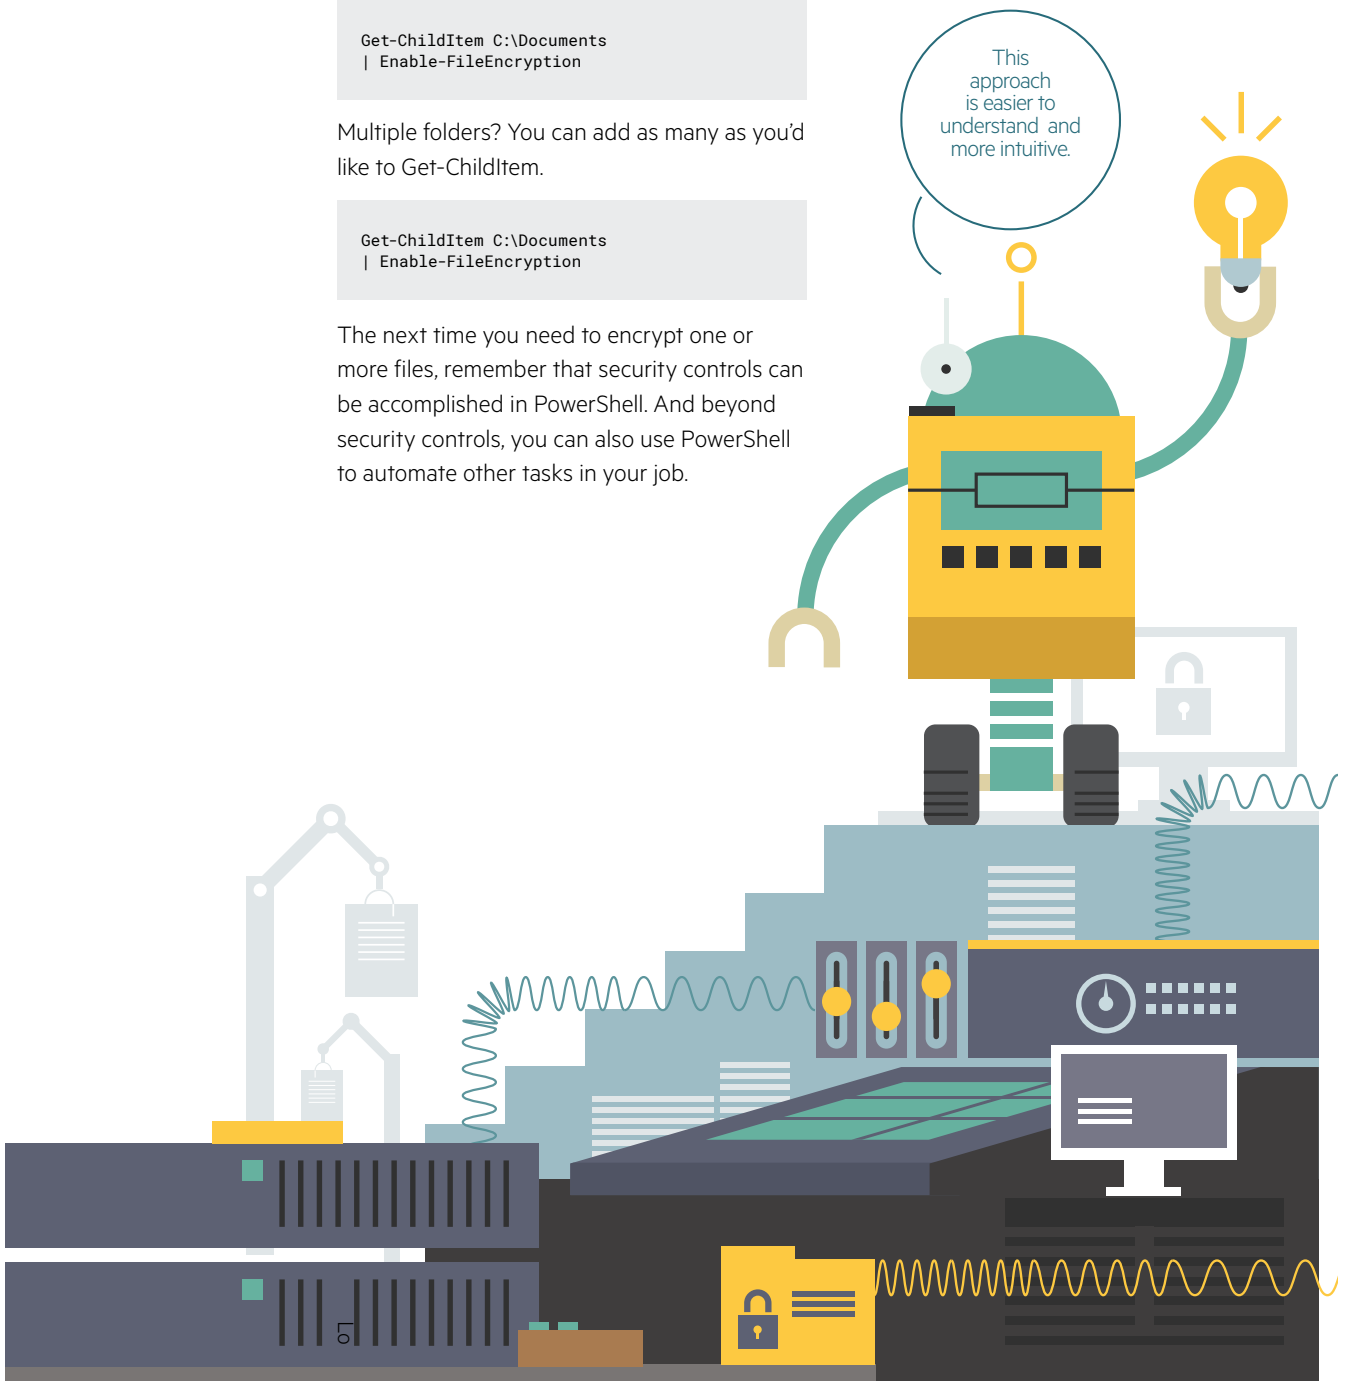 Get-ChildItem C:\Documents
| Enable-FileEncryption
Multiple folders? You can add as many as you’d
like to Get-ChildItem.
Get-ChildItem C:\Documents
| Enable-FileEncryption
The next time you need to encrypt one or
more files, remember that security controls can
be accomplished in PowerShell. And beyond
security controls, you can also use PowerShell
to automate other tasks in your job.
This
approach
is easier to
understand and
more intuitive.
Lo